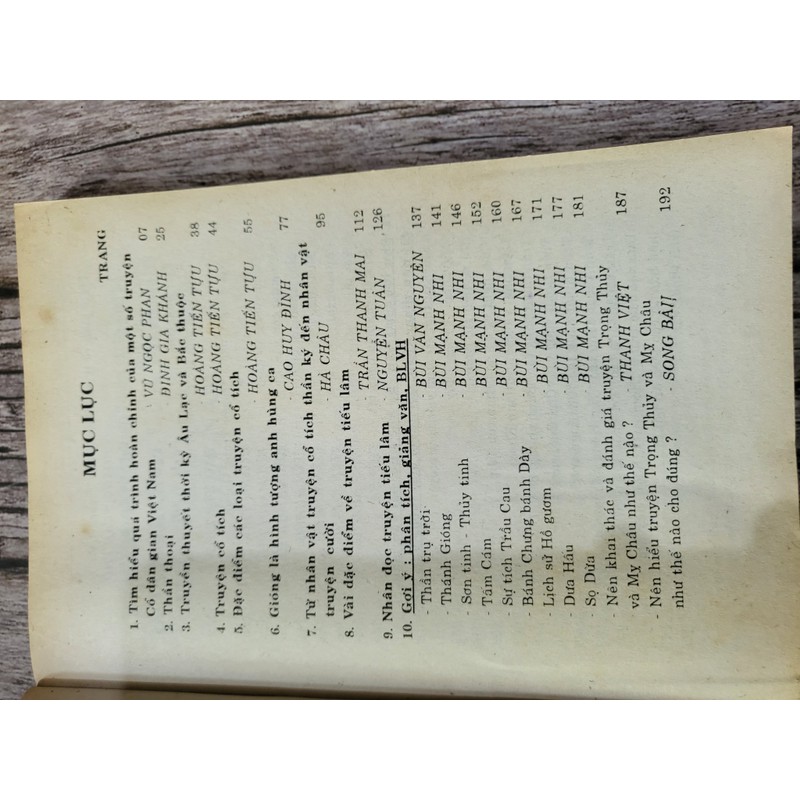 MỤC LỤC
TRANG
1. Tìm hiểu quá trình hoàn chỉnh của một số truyện
Cổ dân gian Việt Nam - VŨ NGỌC PHAN 07
2. Thần thoại - ĐINH GIA KHÁNH 25
3. Truyền thuyết thời kỳ Âu Lạc và Bắc thuộc
- HOÀNG TIẾN TỰU 38
4. Truyện cổ tích - HOÀNG TIẾN TỰU 44
5. Đặc điểm các loại truyện cổ tích
- HOÀNG TIẾN TỰU 55
6. Gióng là hình tượng anh hùng ca
- CAO HUY ĐỈNH 77
7. Từ nhân vật truyện cổ tích thần kỳ đến nhân vật
truyện cười - HÀ CHÂU 95
8. Vài đặc điểm về truyện tiếu lâm
- TRẦN THANH MẠI 112
9. Nhân đọc truyện tiếu lâm NGUYỄN TUÂN 126
10. Gợi ý : phân tích, giảng văn, BLVH
- Thần trụ trời - BÙI VĂN NGUYÊN 137
- Thánh Gióng - BÙI MẠNH NHỊ 141
- Sơn tinh - Thủy tinh - BÙI MẠNH NHỊ 146
- Tấm Cám - BÙI MẠNH NHỊ 152
- Sự tích Trầu Cau - BÙI MẠNH NHỊ 160
- Bánh Chưng bánh Dày - BÙI MẠNH NHỊ 167
- Lịch sử Hồ gươm - BÙI MẠNH NHỊ 171
- Dưa Hấu - BÙI MẠNH NHỊ 177
- Sọ Dừa - BÙI MẠNH NHỊ 181
- Nên khai thác và đánh giá truyện Trọng Thủy
và Mỵ Châu như thế nào ? - THANH VIỆT 187
- Nên hiểu truyện Trọng Thủy và Mỵ Châu
như thế nào cho đúng ? - SONG BÀI 192